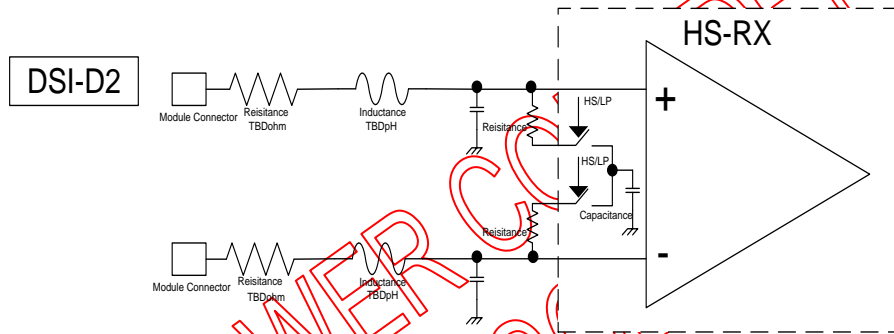 HS-RX
DSI-D2
+
HS/LP
Module Connector
Reisitance
TBDohm
Inductance
TBDpH
Reisitance
HS/LP
Capacitance
Reisitance
-
Module Connector
Reisitance
TBDohm
Inductance
TBDpH